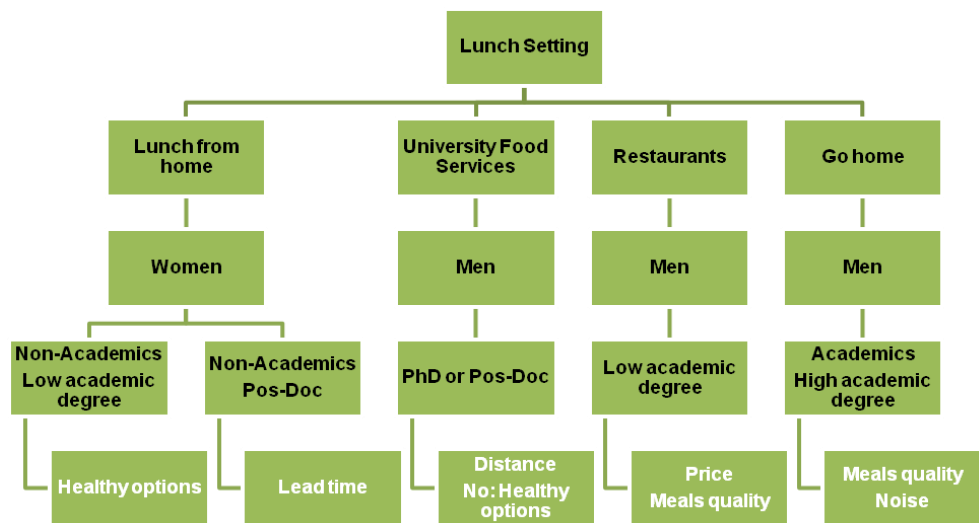 Lunch Setting
Lunch from
home
University Food
Services
Restaurants
Go home
Women
Men
Men
Men
Non-Academics
Low academic
degree
Non-Academics
Pos-Doc
PhD or Pos-Doc
Low academic
degree
Academics
High academic
degree
Healthy options
Lead time
Distance
No: Healthy
options
Price
Meals quality
Meals quality
Noise